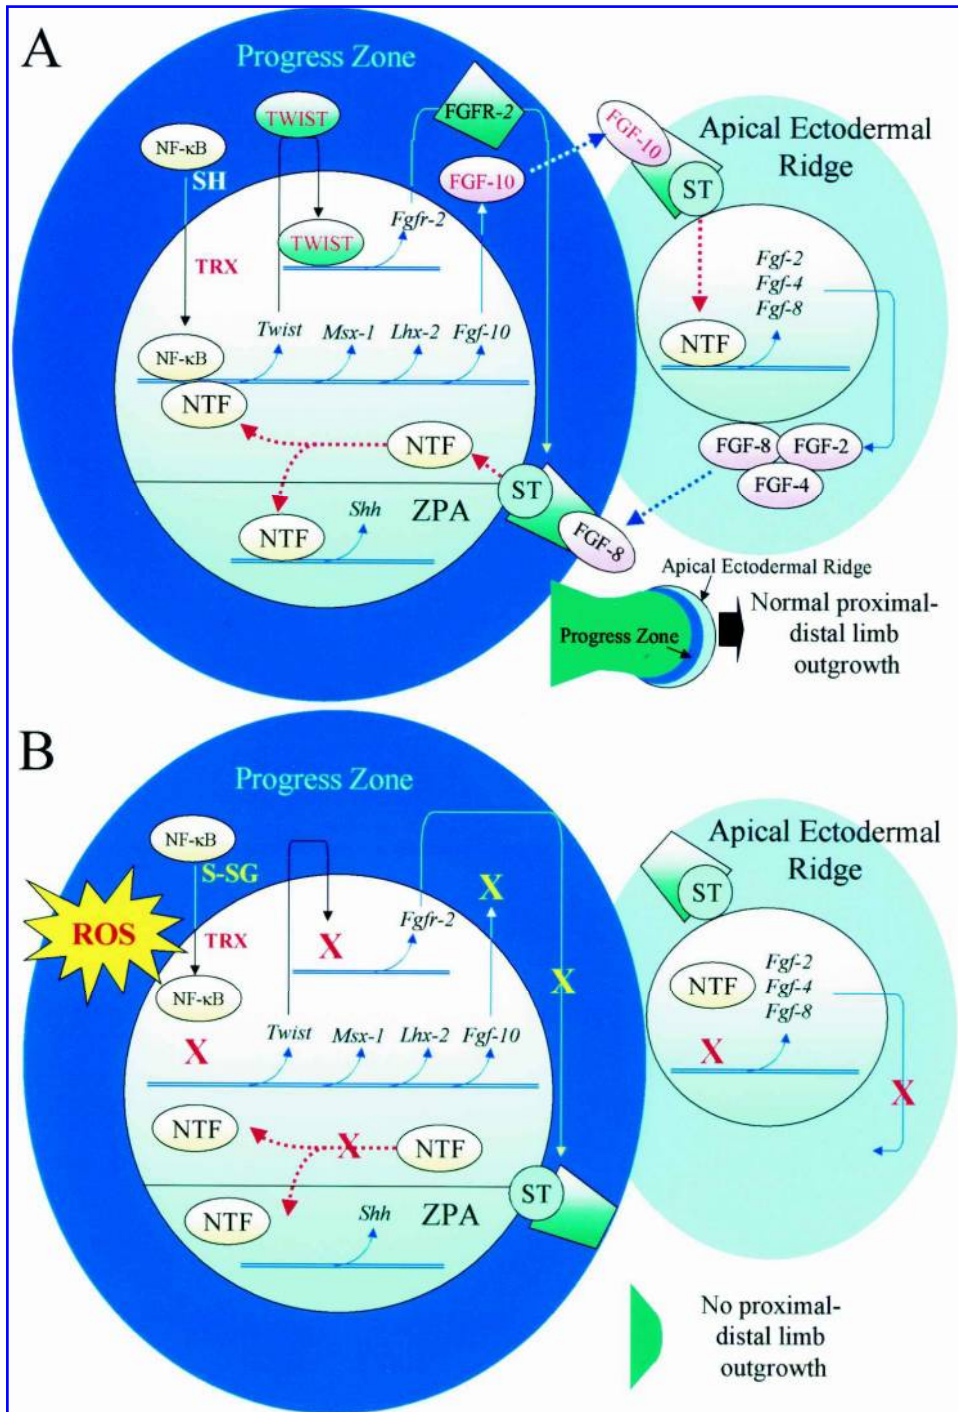 A
Progress Zone
TWIST
FGFR-2
NF-κB
SH
FGF-10
FGF-10
Apical Ectodermal
Ridge
ST
TWIST
Fgfr-2
TRX
Fgf-2
Fgf-4
Fgf-8
Twist
Msx-1
Lhx-2
Fgf-10
NF-κB
NTF
NTF
NTF
FGF-8
FGF-2
FGF-4
ST
ZPA
Shh
NTF
FGF-8
Apical Ectodermal Ridge
Progress Zone
Normal proximal-
distal limb
outgrowth
B
Progress Zone
NF-κB
S-SG
ROS
TRX
X
X
Fgfr-2
X
Apical Ectodermal
Ridge
ST
NF-κB
X
Twist
Msx-1
Lhx-2
Fgf-10
NTF
Fgf-2
Fgf-4
Fgf-8
X
X
NTF
X
NTF
ST
NTF
Shh
ZPA
No proximal-
distal limb
outgrowth